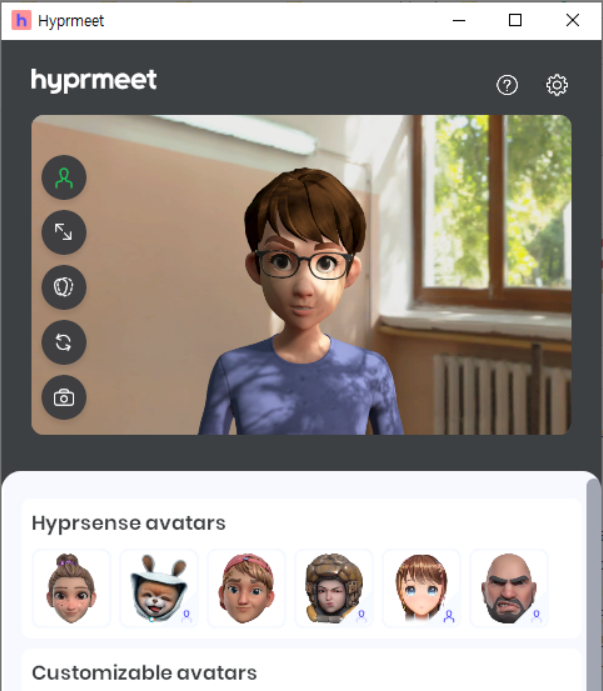 h Hyprmeet
hyprmeet
?
Hyprsense avatars
Customizable avatars